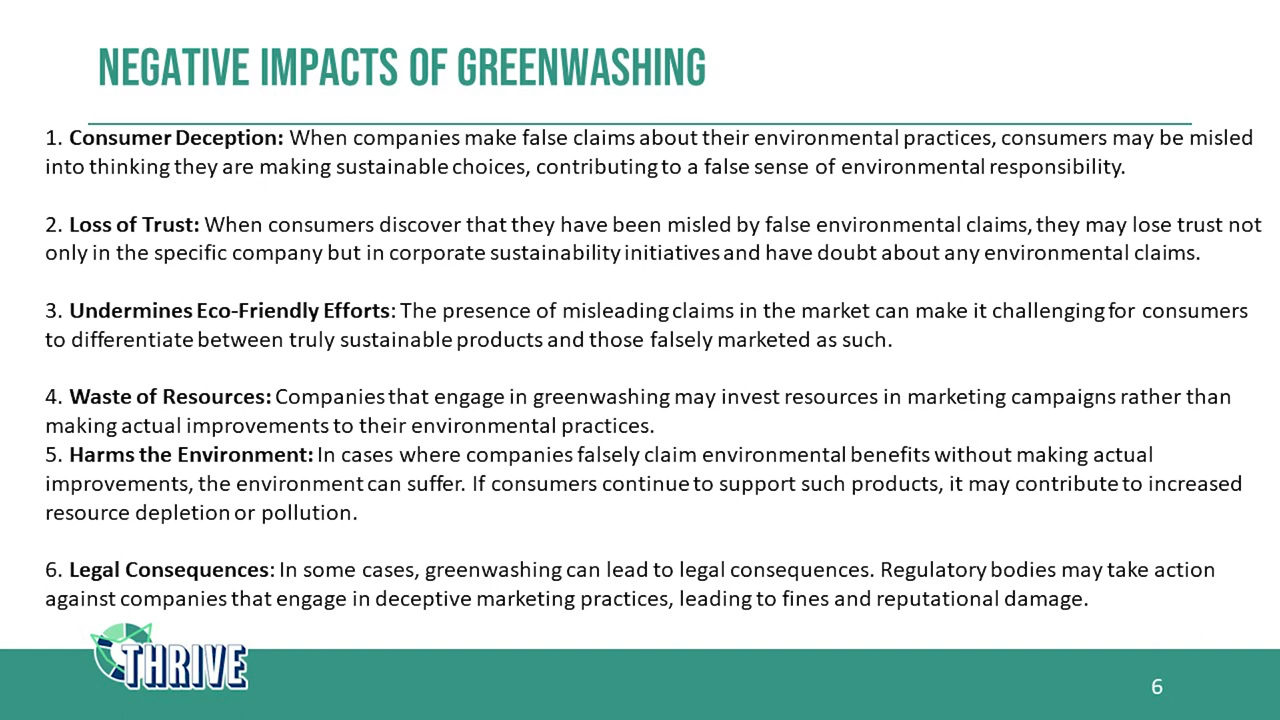 NEGATIVE IMPACTS OF GREENWASHING
1. Consumer Deception: When companies make false claims about their environmental practices, consumers may be misled
into thinking they are making sustainable choices, contributing to a false sense of environmental responsibility.
2. Loss of Trust: When consumers discover that they have been misled by false environmental claims, they may lose trust not
only in the specific company but in corporate sustainability initiatives and have doubt about any environmental claims.
3. Undermines Eco-Friendly Efforts: The presence of misleading claims in the market can make it challenging for consumers
to differentiate between truly sustainable products and those falsely marketed as such.
4. Waste of Resources: Companies that engage in greenwashing may invest resources in marketing campaigns rather than
making actual improvements to their environmental practices.
5. Harms the Environment: In cases where companies falsely claim environmental benefits without making actual
improvements, the environment can suffer. If consumers continue to support such products, it may contribute to increased
resource depletion or pollution.
6. Legal Consequences: In some cases, greenwashing can lead to legal consequences. Regulatory bodies may take action
against companies that engage in deceptive marketing practices, leading to fines and reputational damage.
THRIVE
6